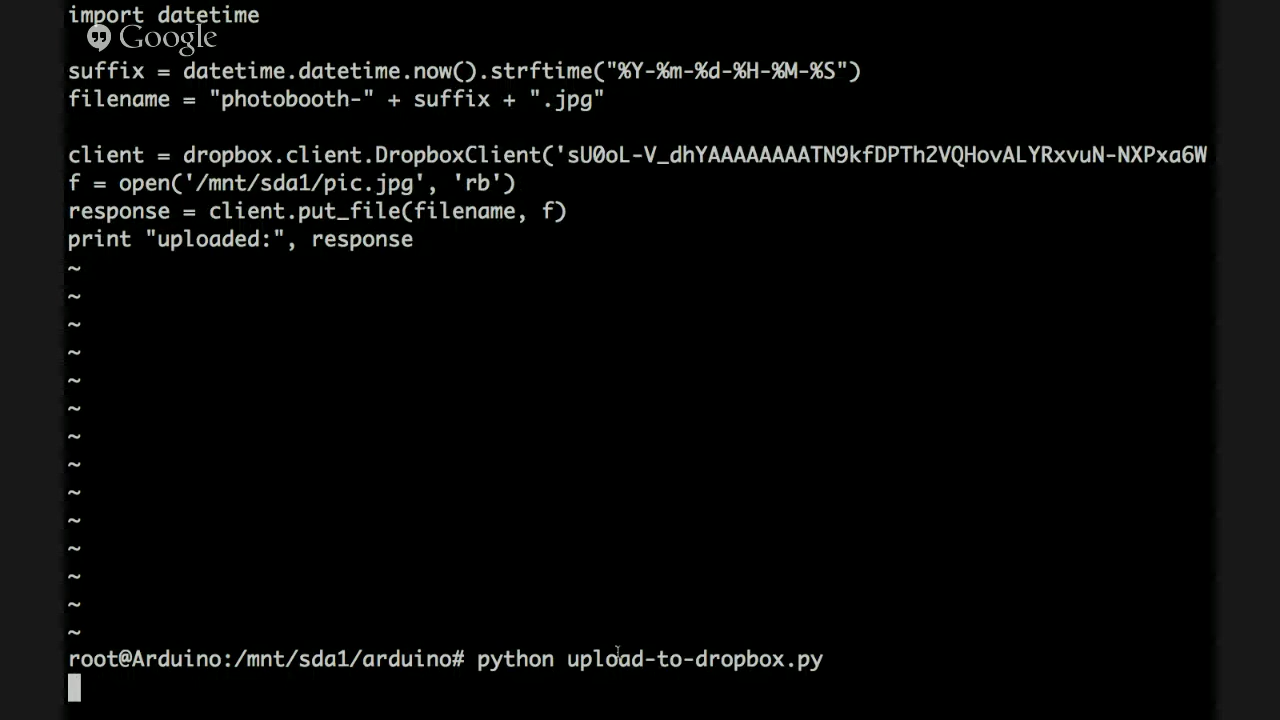 import datetime
Google
suffix = datetime.datetime.now().strftime("%Y-%m-%d-%H-%M-%S")
filename = "photobooth-" + suffix + ".jpg"
client = dropbox.client.DropboxClient('sU0oL-V_dhYAAAAAAAATN9kfDPTh2VQHovALYRxvuN-NXPxa6W
f = open('/mnt/sda1/pic.jpg', 'rb')
response = client.put_file(filename, f)
print "uploaded:", response
~
~
~
~
~
~
~
~
~
~
~
~
~
~
root@Arduino:/mnt/sda1/arduino# python upload-to-dropbox.py